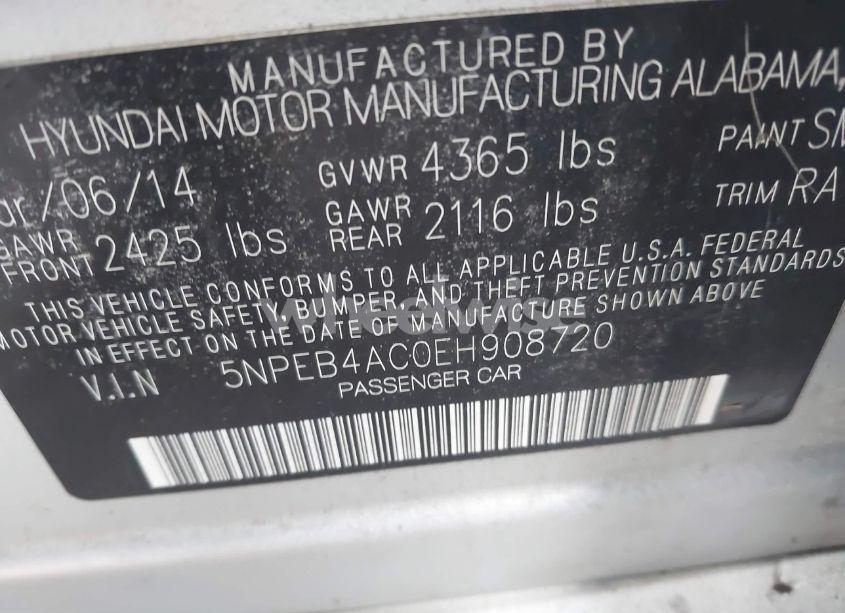 MANUFACTURED BY
HYUNDAI MOTOR MANUFACTURING ALABAMA,
/06/14 GVWR 4365 lbs PAINT
GAWR FRONT 2425 lbs GAWR REAR 2116 lbs TRIM RA
THIS VEHICLE CONFORMS TO ALL APPLICABLE U.S.A. FEDERAL
MOTOR VEHICLE SAFETY, BUMPER, AND THEFT PREVENTION STANDARDS
IN EFFECT ON THE DATE OF MANUFACTURE SHOWN ABOVE
wheelwise
V.I.N 5NPEB4AC0EH908720
PASSENGER CAR